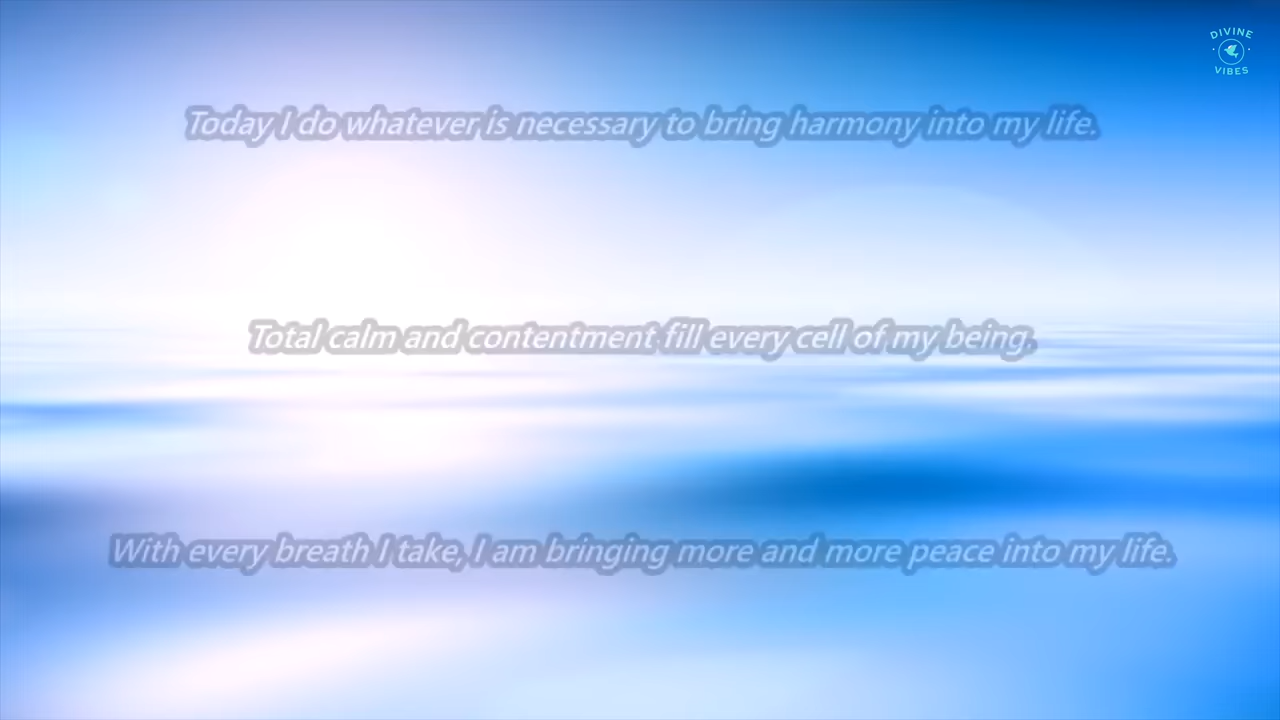 DIVINE
VIBES
Today I do whatever is necessary to bring harmony into my life.
Total calm and contentment fill every cell of my being.
With every breath I take, I am bringing more and more peace into my life.